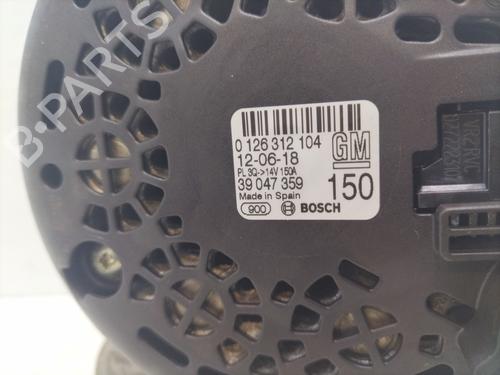 B-PARTS
0 126 312 104
12-06-18
GM
PL 3Q->14V 150A
39 047 359
150
Made in Spain
900 BOSCH